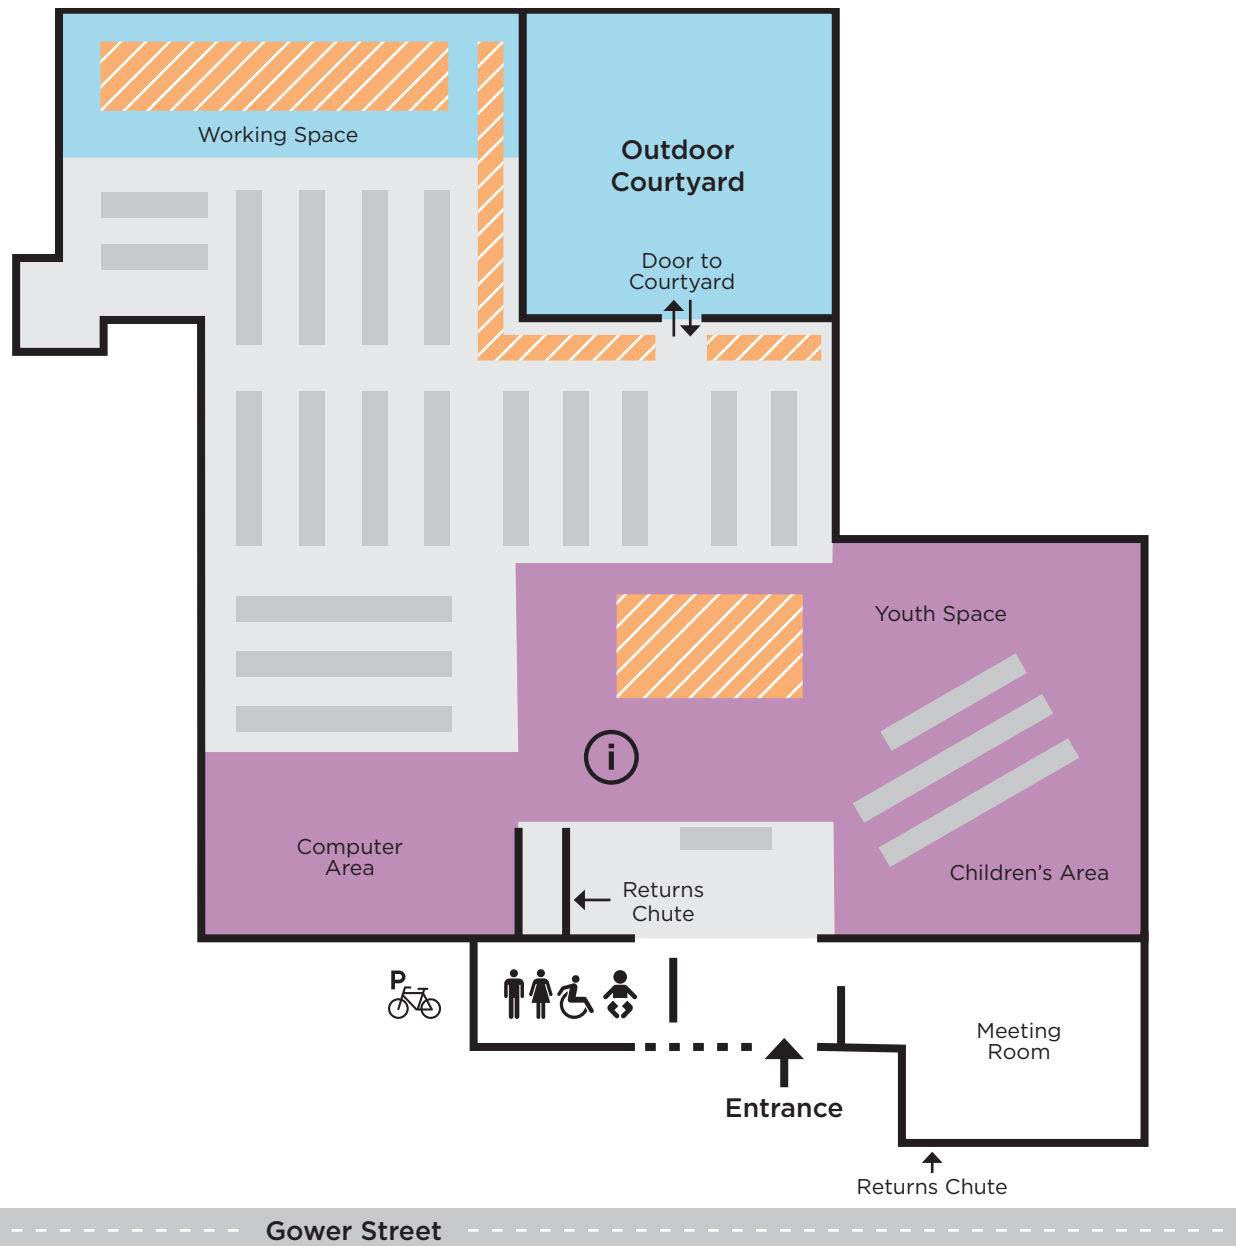 Working Space
Outdoor
Courtyard
Door to
Courtyard
Youth Space
i
Computer
Area
Children's Area
Returns
Chute
P
Meeting
Room
Entrance
Returns Chute
Gower Street